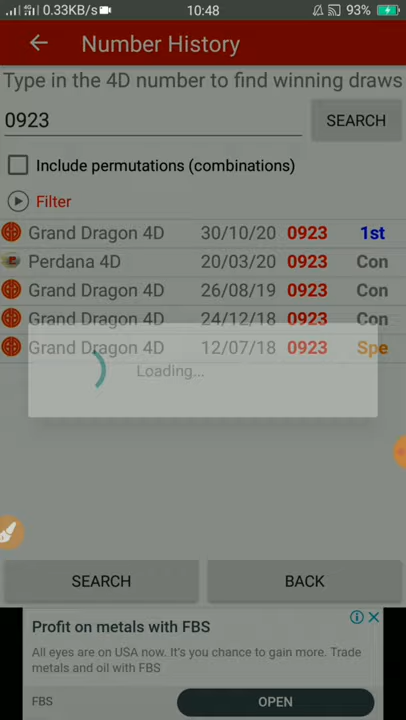 0.33KB/s 10:48 93%
Number History
Type in the 4D number to find winning draws
0923 SEARCH
Include permutations (combinations)
Filter
Grand Dragon 4D 30/10/20 0923 1st
Perdana 4D 20/03/20 0923 Con
Grand Dragon 4D 26/08/19 0923 Con
Grand Dragon 4D 24/12/18 0923 Con
Grand Dragon 4D 12/07/18 0923 Spe
Loading...
SEARCH BACK
Profit on metals with FBS
All eyes are on USA now. It's you chance to gain more. Trade
metals and oil with FBS
FBS OPEN